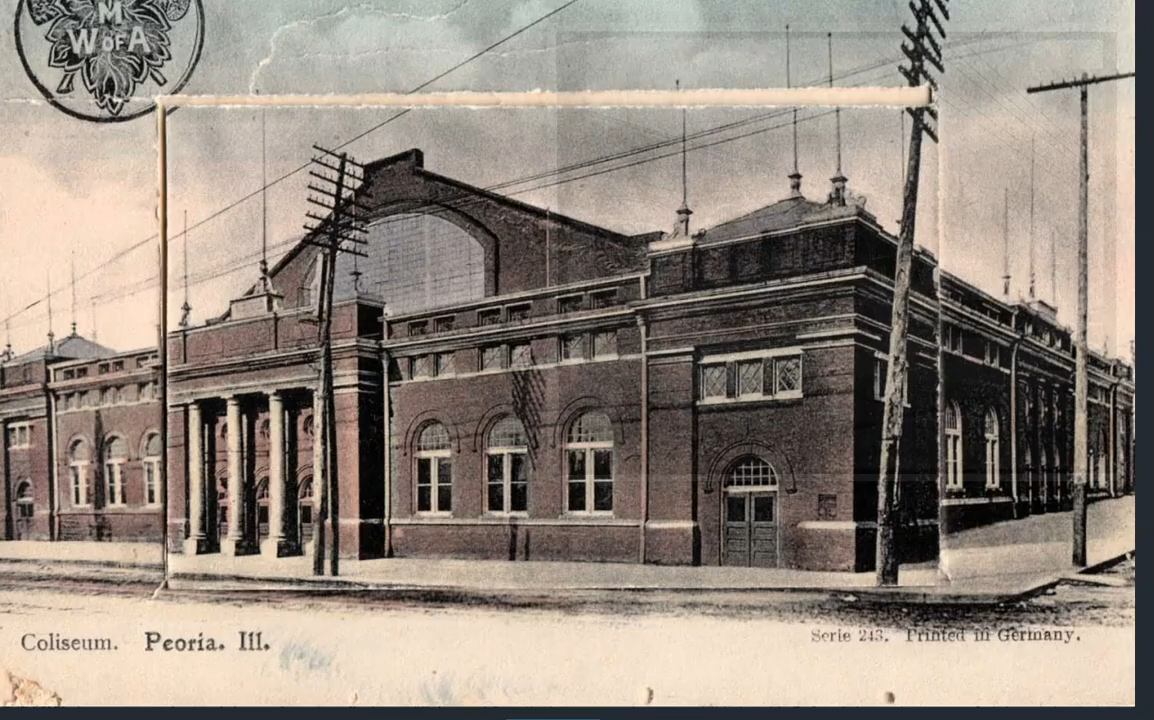 M
W OF A
Coliseum. Peoria. Ill.
Serie 243. Printed in Germany.